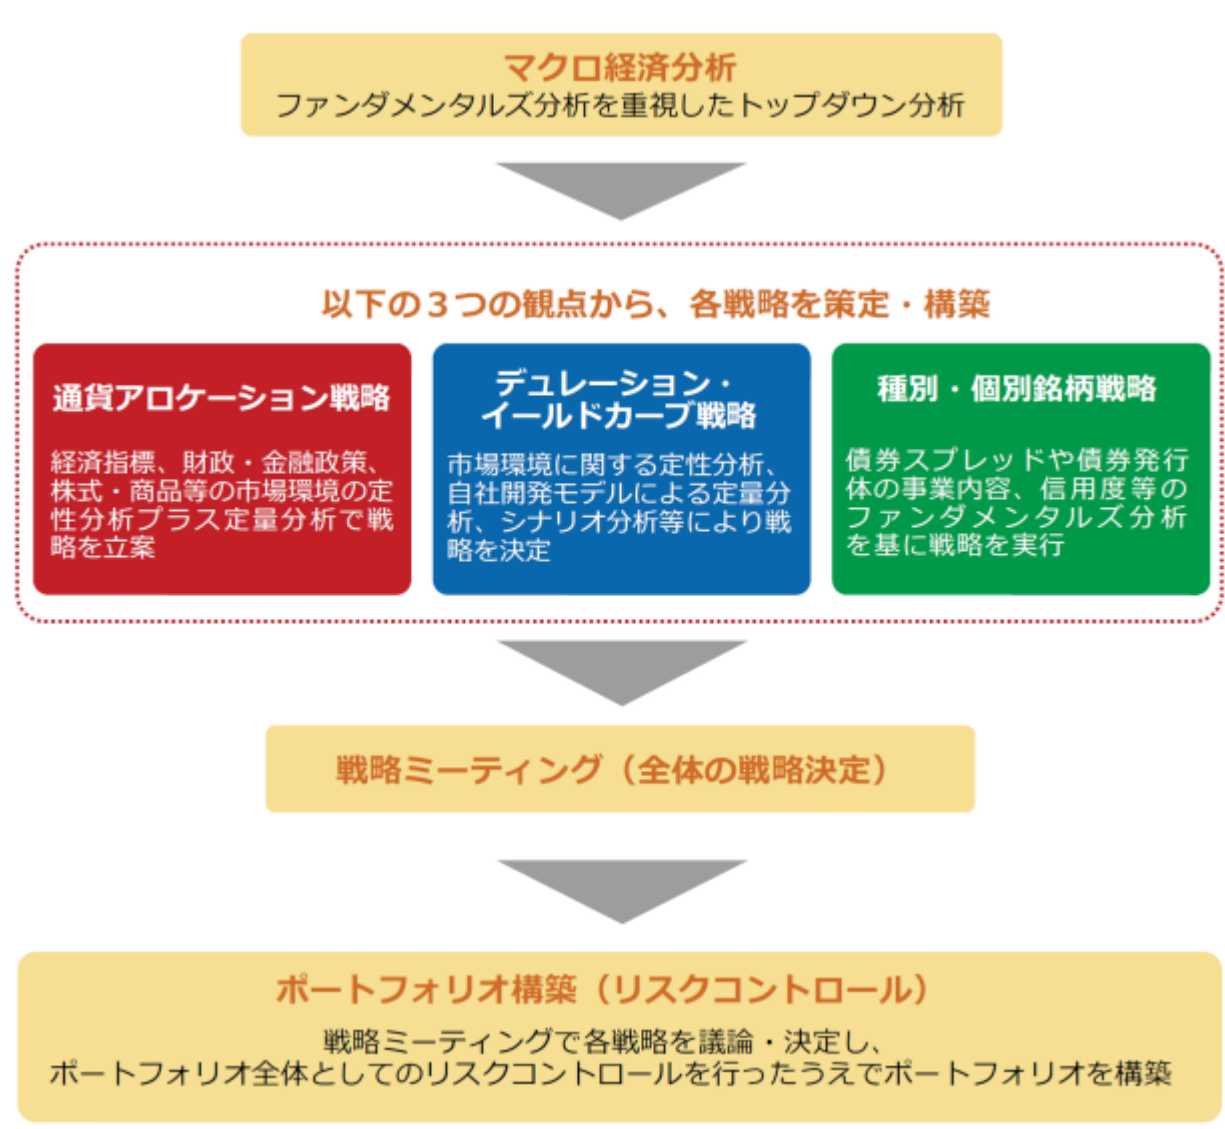 マクロ経済分析
ファンダメンタルズ分析を重視したトップダウン分析
以下の３つの観点から、各戦略を策定・構築
通貨アロケーション戦略
経済指標、財政・金融政策、
株式・商品等の市場環境の定
性分析プラス定量分析で戦
略を立案
デュレーション・
イールドカーブ戦略
市場環境に関する定性分析、
自社開発モデルによる定量分
析、シナリオ分析等により戦
略を決定
種別・個別銘柄戦略
債券スプレッドや債券発行
体の事業内容、信用度等の
ファンダメンタルズ分析
を基に戦略を実行
戦略ミーティング（全体の戦略決定）
ポートフォリオ構築（リスクコントロール）
戦略ミーティングで各戦略を議論・決定し、
ポートフォリオ全体としてのリスクコントロールを行ったうえでポートフォリオを構築